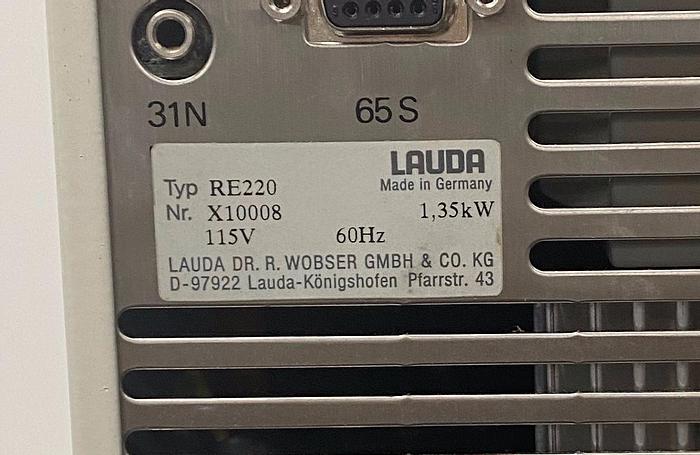 31N 65 S
LAUDA
Typ RE220 Made in Germany
Nr. X10008 1,35kW
115V 60Hz
LAUDA DR. R. WOBSER GMBH & CO. KG
D-97922 Lauda-Königshofen Pfarrstr. 43